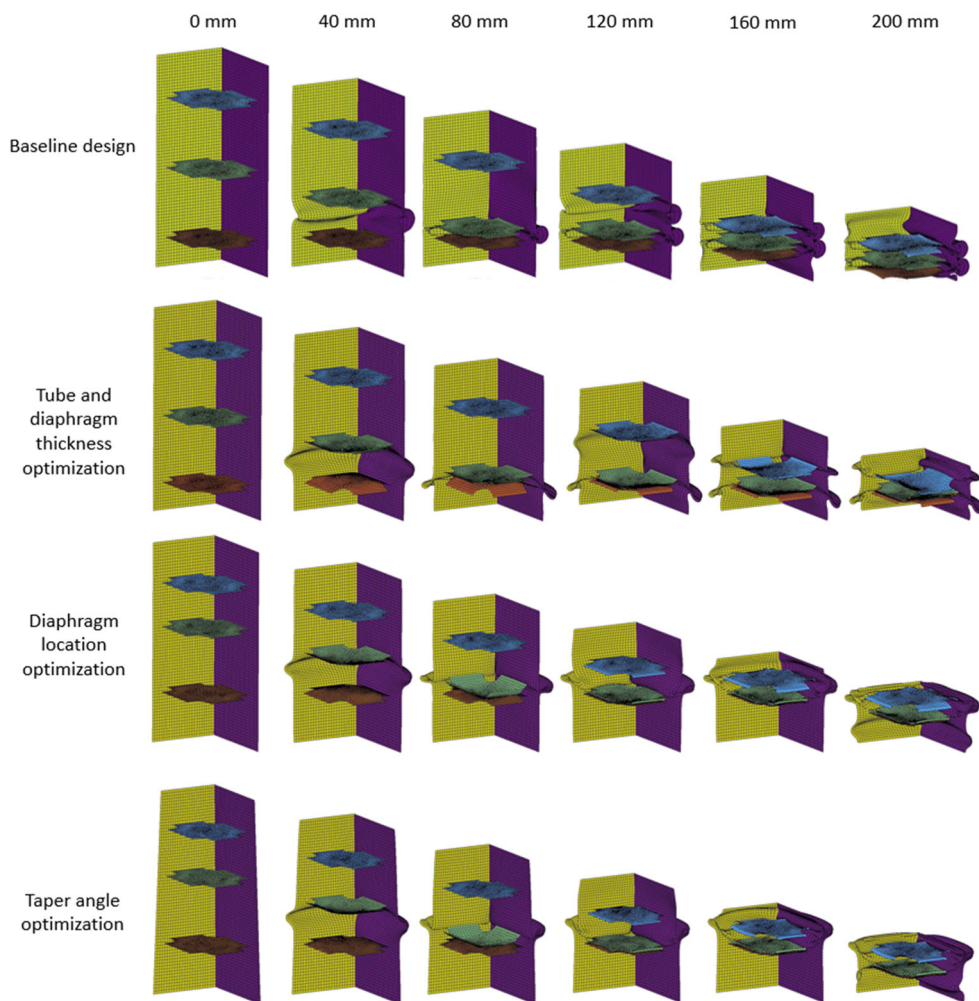 0 mm
40 mm
80 mm
120 mm
160 mm
200 mm
Baseline design
Tube and
diaphragm
thickness
optimization
Diaphragm
location
optimization
Taper angle
optimization